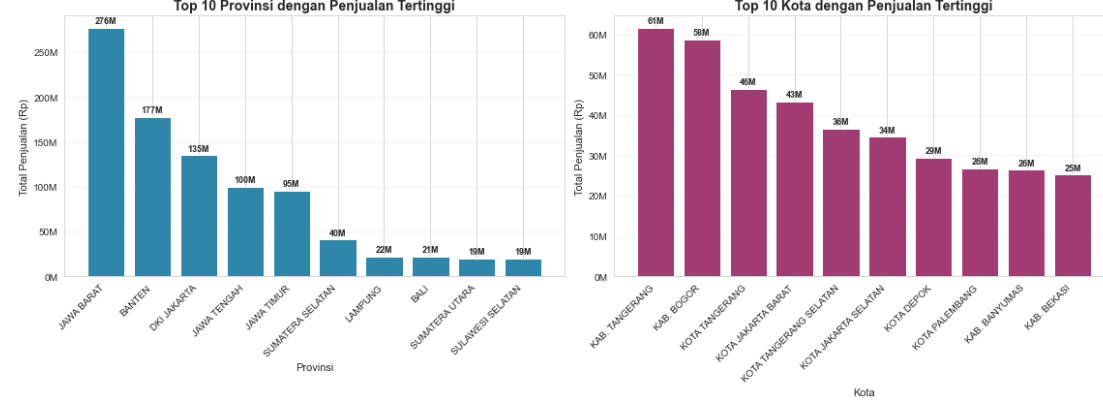 Top 10 Provinsi dengan Penjualan Tertinggi
Total Penjualan (Rp)
250M
200M
150M
100M
50M
0M
276M
177M
135M
100M
95M
40M
22M
21M
19M
19M
JAWA BARAT
BANTEN
DKI JAKARTA
JAWA TENGAH
JAWA TIMUR
SUMATERA SELATAN
LAMPUNG
BALI
SUMATERA UTARA
SULAWESI SELATAN
Provinsi
Top 10 Kota dengan Penjualan Tertinggi
Total Penjualan (Rp)
60M
50M
40M
30M
20M
10M
0M
61M
58M
46M
43M
36M
34M
29M
26M
26M
25M
KAB. TANGERANG
KAB. BOGOR
KOTA TANGERANG
KOTA JAKARTA BARAT
KOTA TANGERANG SELATAN
KOTA JAKARTA SELATAN
KOTA DEPOK
KOTA PALEMBANG
KAB. BANYUMAS
KAB. BEKASI
Kota